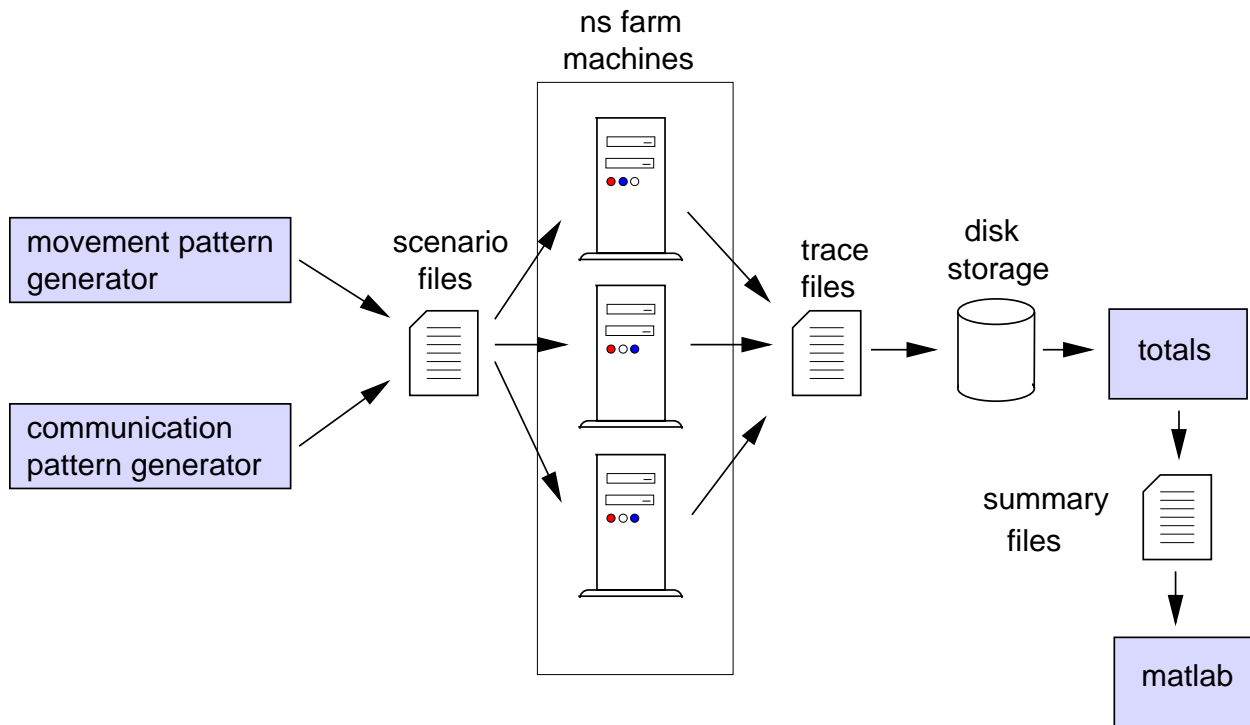 ns farm
machines
movement pattern
generator
scenario
files
communication
pattern generator
trace
files
disk
storage
totals
summary
files
matlab